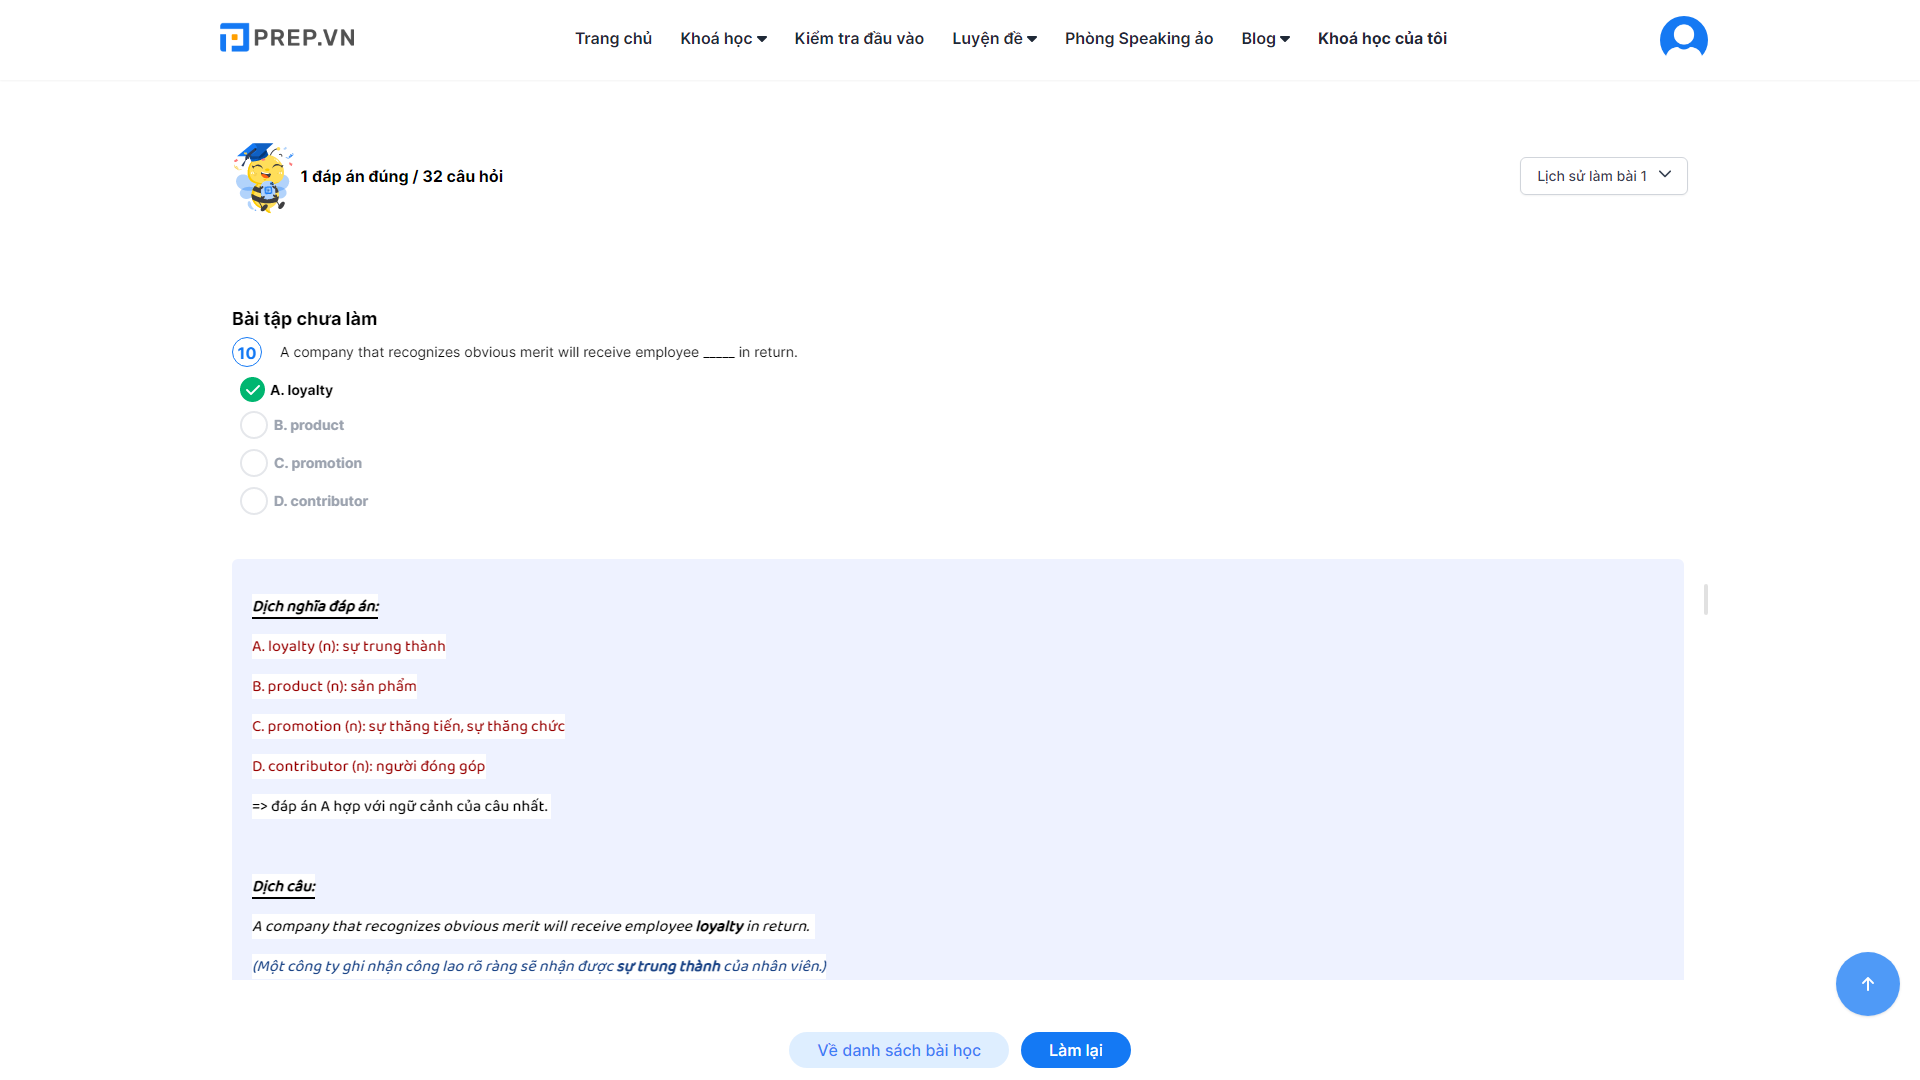 PREP.VN
Trang chủ Khoá học Kiểm tra đầu vào Luyện đề Phòng Speaking ảo Blog Khoá học của tôi
1 đáp án đúng / 32 câu hỏi
Lịch sử làm bài 1
Bài tập chưa làm
10 A company that recognizes obvious merit will receive employee _____ in return.
A. loyalty
B. product
C. promotion
D. contributor
Dịch nghĩa đáp án:
A. loyalty (n): sự trung thành
B. product (n): sản phẩm
C. promotion (n): sự thăng tiến, sự thăng chức
D. contributor (n): người đóng góp
=> đáp án A hợp với ngữ cảnh của câu nhất.
Dịch câu:
A company that recognizes obvious merit will receive employee loyalty in return.
(Một công ty ghi nhận công lao rõ ràng sẽ nhận được sự trung thành của nhân viên.)
Về danh sách bài học Làm lại